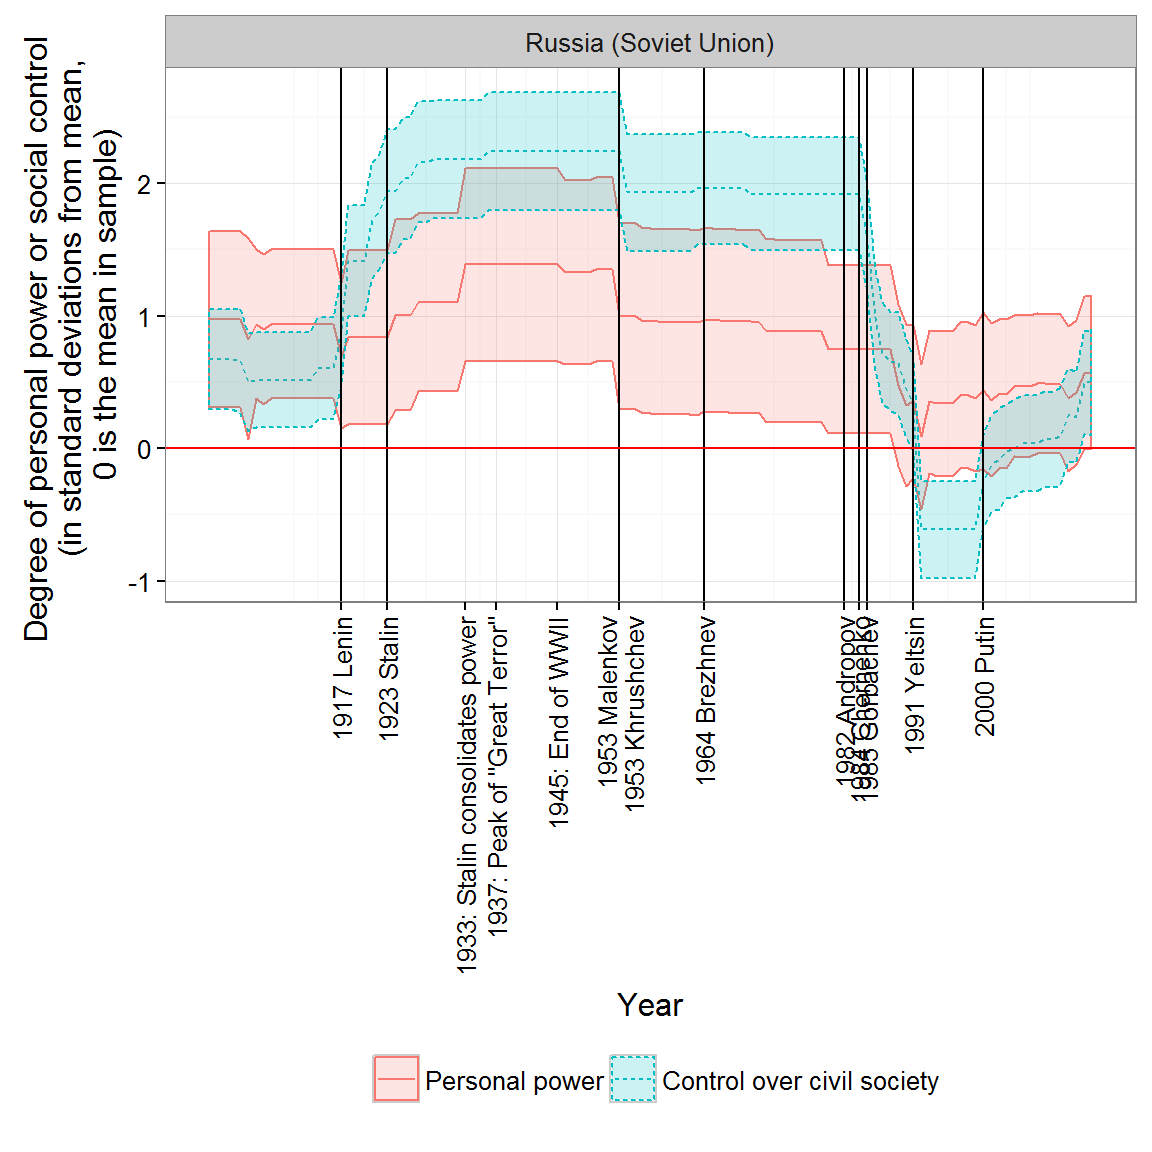 Russia (Soviet Union)
Degree of personal power or social control
(in standard deviations from mean,
0 is the mean in sample)
2
1
0
-1
1917 Lenin
1923 Stalin
1933: Stalin consolidates power
1937: Peak of "Great Terror"
1945: End of WWII
1953 Malenkov
1953 Khrushchev
1964 Brezhnev
1982 Andropov
1984 Chernenko
1985 Gorbachev
1991 Yeltsin
2000 Putin
Year
Personal power
Control over civil society